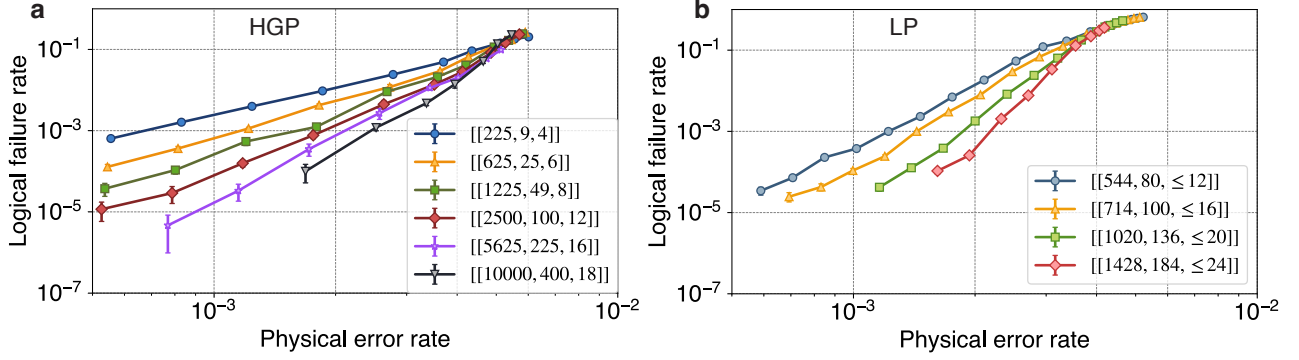 a
HGP
Logical failure rate
10⁻¹
10⁻³
10⁻⁵
10⁻⁷
[[225, 9, 4]]
[[625, 25, 6]]
[[1225, 49, 8]]
[[2500, 100, 12]]
[[5625, 225, 16]]
[[10000, 400, 18]]
10⁻³
10⁻²
Physical error rate
b
LP
Logical failure rate
10⁻¹
10⁻³
10⁻⁵
10⁻⁷
[[544, 80, ≤12]]
[[714, 100, ≤16]]
[[1020, 136, ≤20]]
[[1428, 184, ≤24]]
10⁻³
10⁻²
Physical error rate